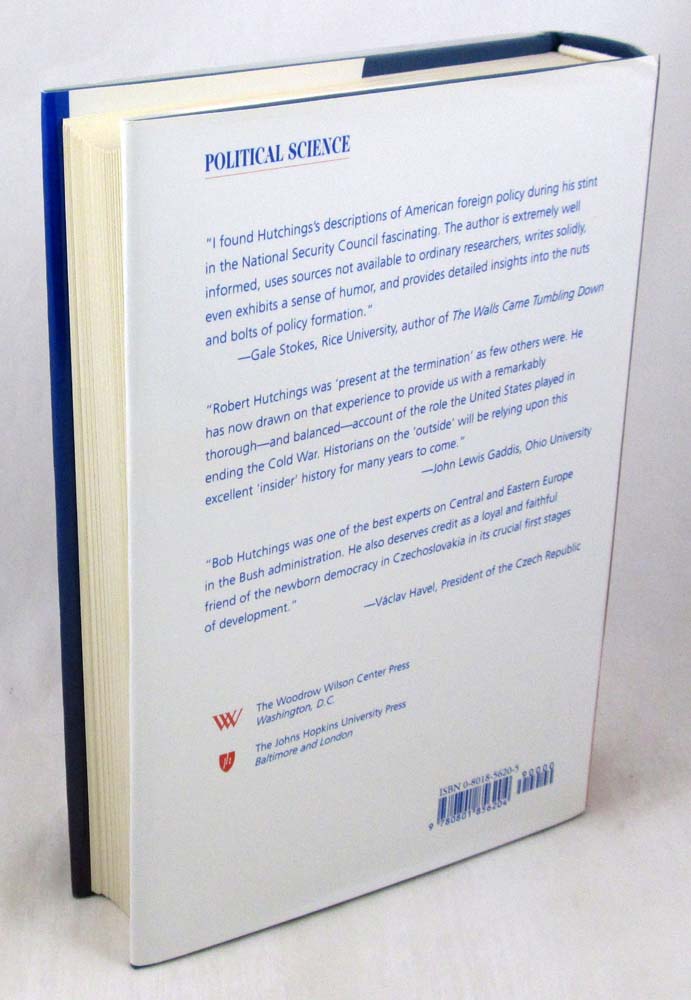 POLITICAL SCIENCE
"I found Hutchings's descriptions of American foreign policy during his stint
in the National Security Council fascinating. The author is extremely well
informed, uses sources not available to ordinary researchers, writes solidly,
even exhibits a sense of humor, and provides detailed insights into the nuts
and bolts of policy formation."
—Gale Stokes, Rice University, author of The Walls Came Tumbling Down
"Robert Hutchings was 'present at the termination' as few others were. He
has now drawn on that experience to provide us with a remarkably
thorough—and balanced—account of the role the United States played in
ending the Cold War. Historians on the 'outside' will be relying upon this
excellent 'insider' history for many years to come."
—John Lewis Gaddis, Ohio University
"Bob Hutchings was one of the best experts on Central and Eastern Europe
in the Bush administration. He also deserves credit as a loyal and faithful
friend of the newborn democracy in Czechoslovakia in its crucial first stages
of development."
—Václav Havel, President of the Czech Republic
The Woodrow Wilson Center Press
Washington, D.C.
The Johns Hopkins University Press
Baltimore and London
ISBN 0-8018-5620-5
90000
9 780801 856204